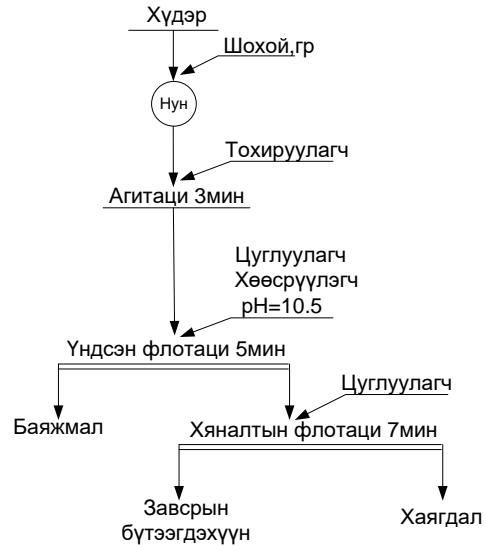 Хүдэр
Шохой,гр
Нун
Тохируулагч
Агитаци 3мин
Цуглуулагч
Хөөсрүүлэгч
pH=10.5
Үндсэн флотаци 5мин
Цуглуулагч
Баяжмал
Хяналтын флотаци 7мин
Завсрын
бүтээгдэхүүн
Хаягдал